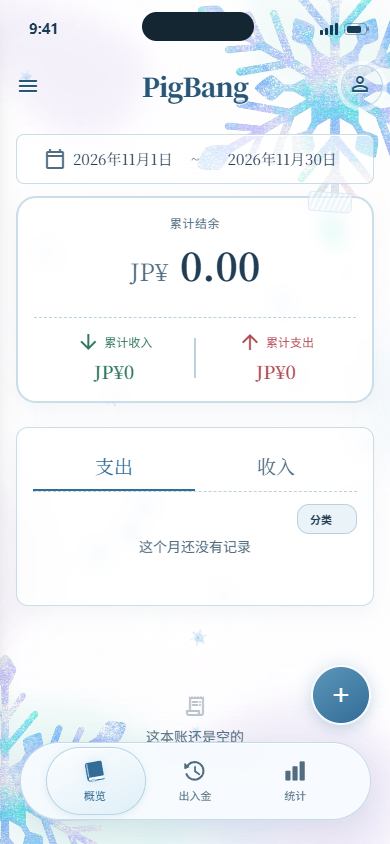 9:41
PigBang
2026年11月1日 ~ 2026年11月30日
累计结余
JP¥ 0.00
累计收入 累计支出
JP¥0 JP¥0
支出 收入
分类
这个月还没有记录
这本账还是空的
概览 出入金 统计